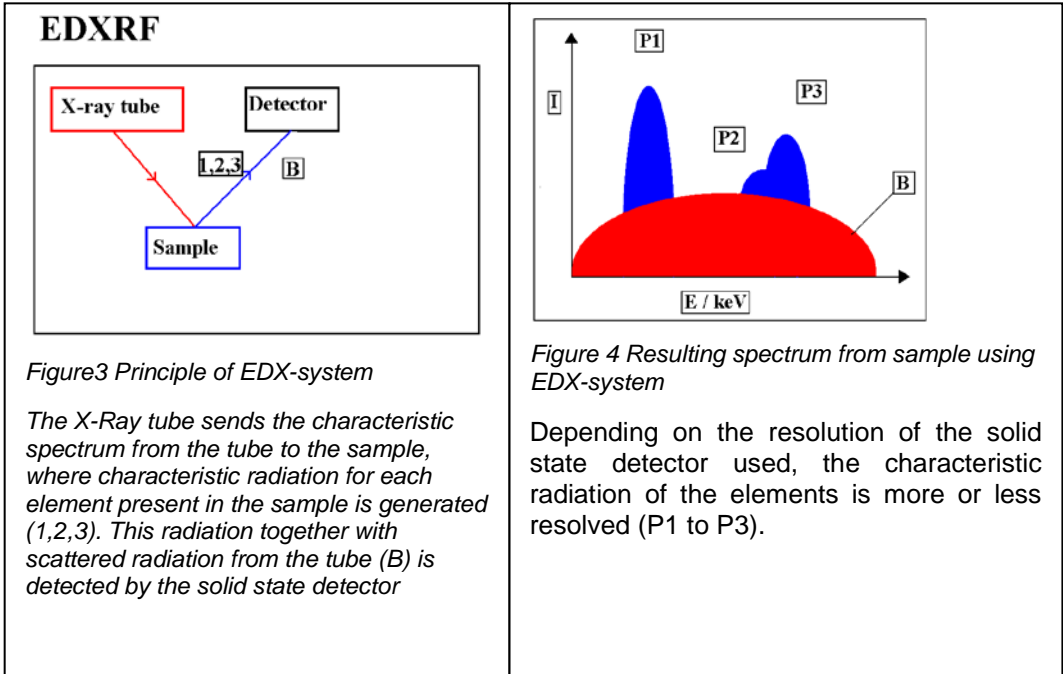 EDXRF
X-ray tube
Detector
1,2,3
B
Sample
Figure3 Principle of EDX-system
The X-Ray tube sends the characteristic
spectrum from the tube to the sample,
where characteristic radiation for each
element present in the sample is generated
(1,2,3). This radiation together with
scattered radiation from the tube (B) is
detected by the solid state detector
P1
I
P3
P2
B
E / keV
Figure 4 Resulting spectrum from sample using
EDX-system
Depending on the resolution of the solid
state detector used, the characteristic
radiation of the elements is more or less
resolved (P1 to P3).